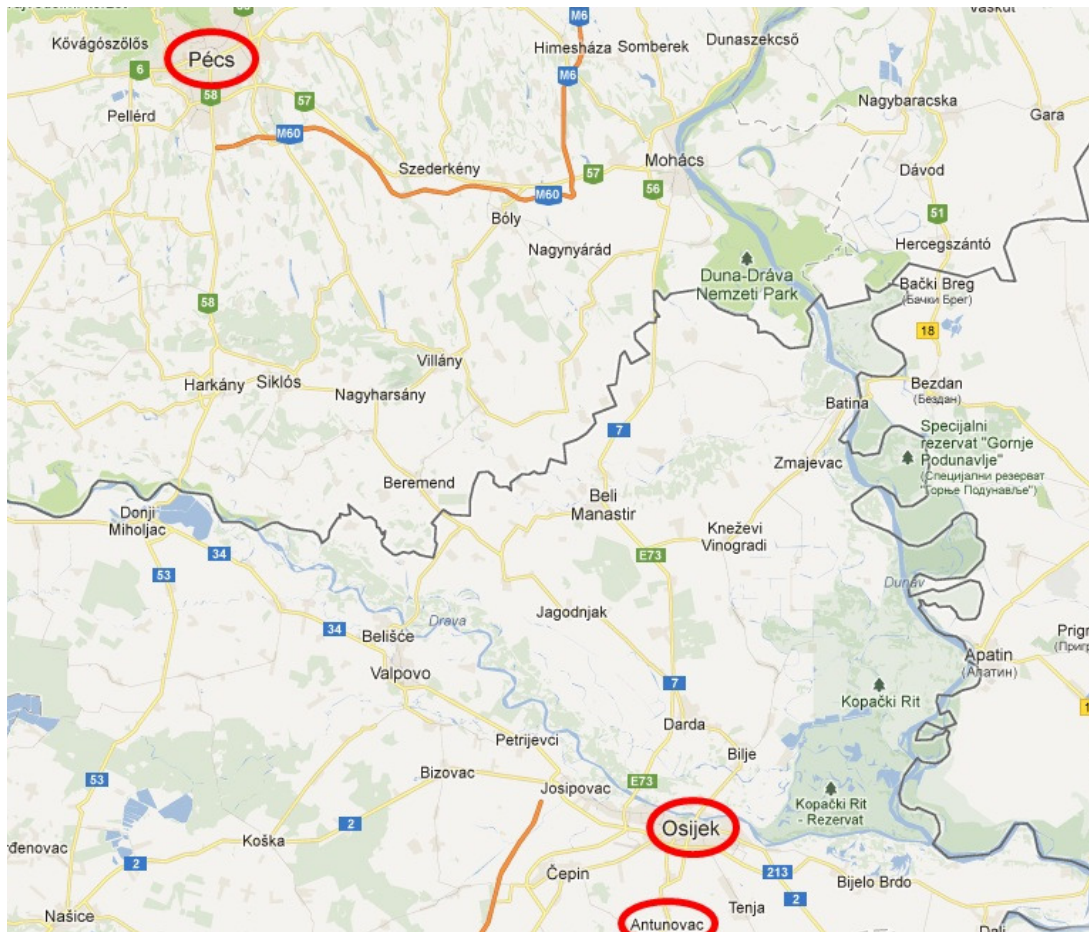 Kővágószőlős
Pécs
6
58
Pellérd
57
M60
M6
Himesháza
Somberek
Dunaszekcső
Vaskút
M6
Nagybaracska
Gara
Szederkény
Mohács
57
56
M60
Bóly
Dávod
51
Nagynyárád
Hercegszántó
Duna-Dráva
Nemzeti Park
Bački Breg
(Бачки Брег)
58
18
Villány
Harkány
Siklós
Nagyharsány
Bezdan
(Бездан)
Batina
7
Specijalni
rezervat "Gornje
Podunavlje"
(Специјални резерват
"Горње Подунавље")
Zmajevac
Beremend
Beli
Manastir
Donji
Miholjac
Kneževi
Vinogradi
34
E73
53
Dunav
Jagodnjak
Drava
34
Belišće
Valpovo
Apatin
(Апатин)
7
Kopački Rit
Darda
Petrijevci
Bilje
Bizovac
E73
53
Josipovac
Kopački Rit
- Rezervat
2
Osijek
Koška
2
Čepin
213
Bijelo Brdo
2
Tenja
Našice
Antunovac